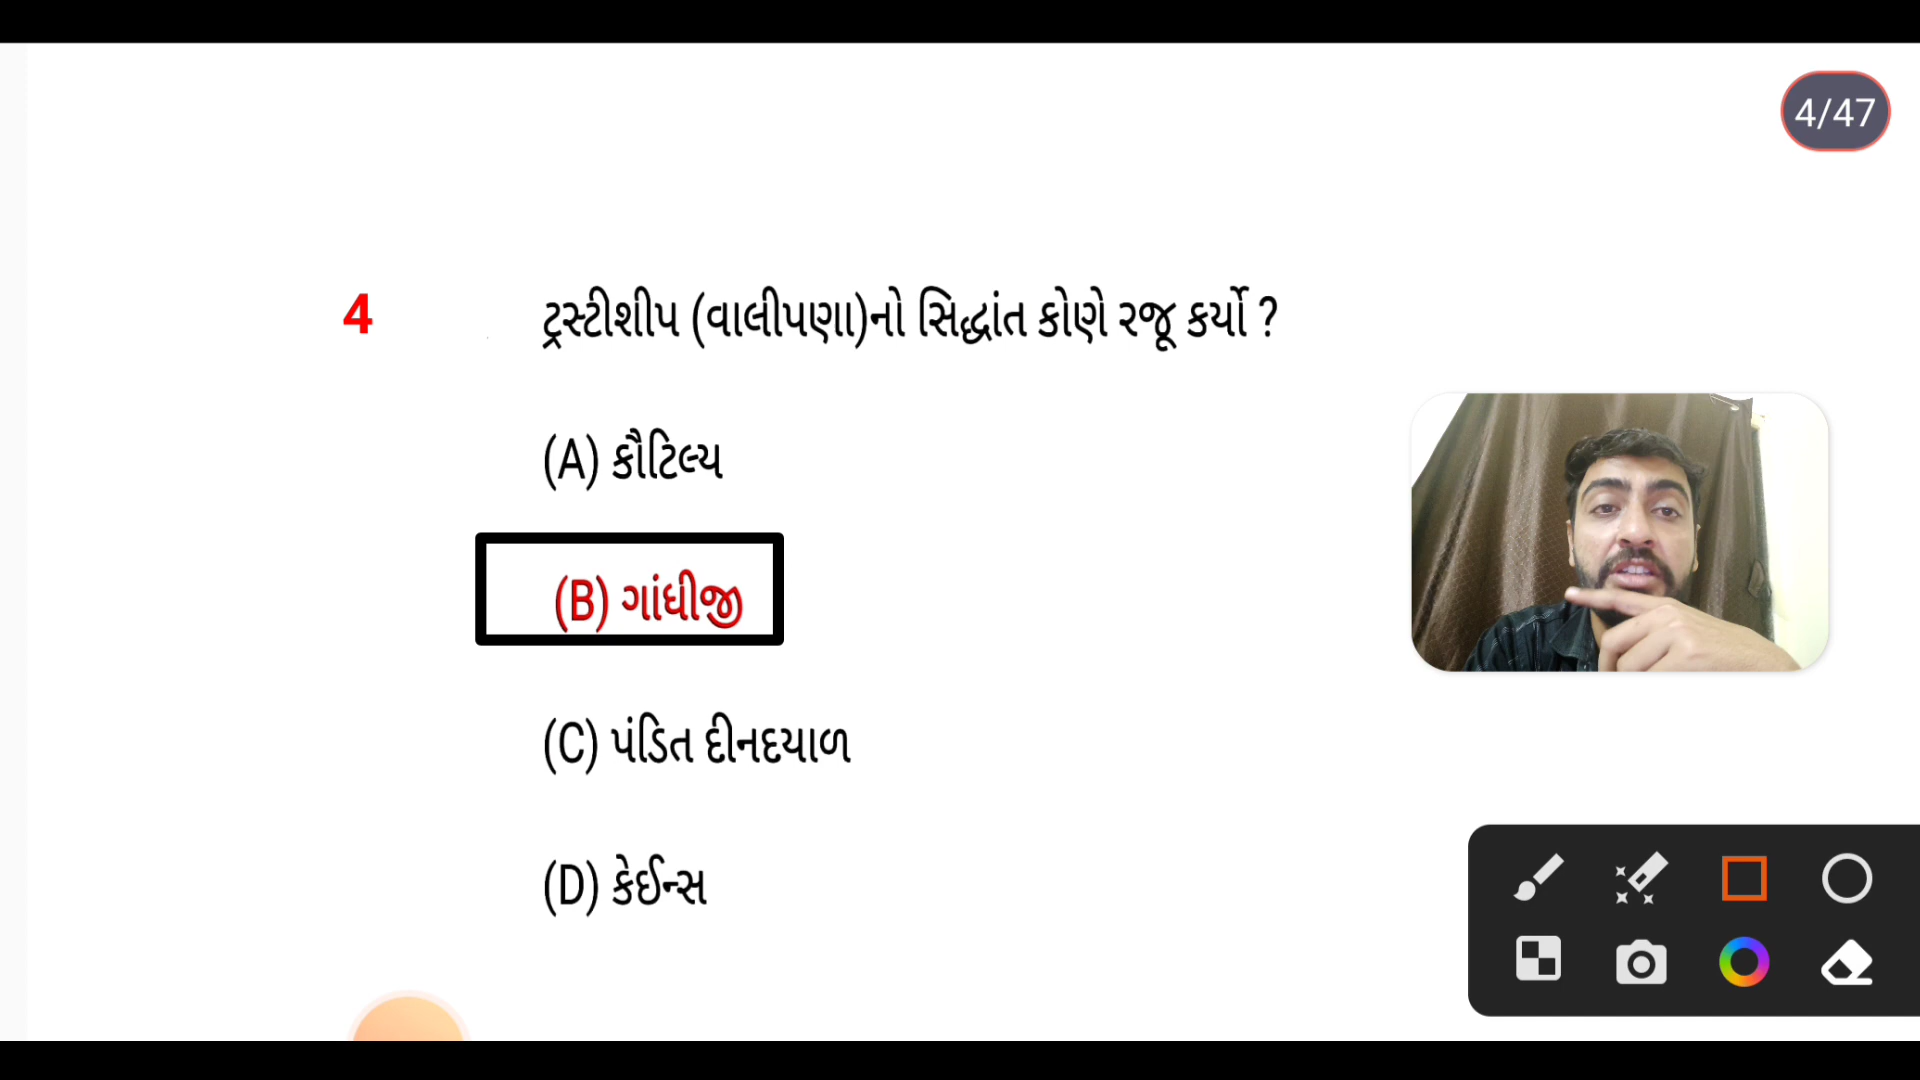 4/47
4 ટ્રસ્ટીશીપ (વાલીપણા)નો સિદ્ધાંત કોણે રજૂ કર્યો ?
(A) કૌટિલ્ય
(B) ગાંધીજી
(C) પંડિત દીનદયાળ
(D) કેઈન્સ